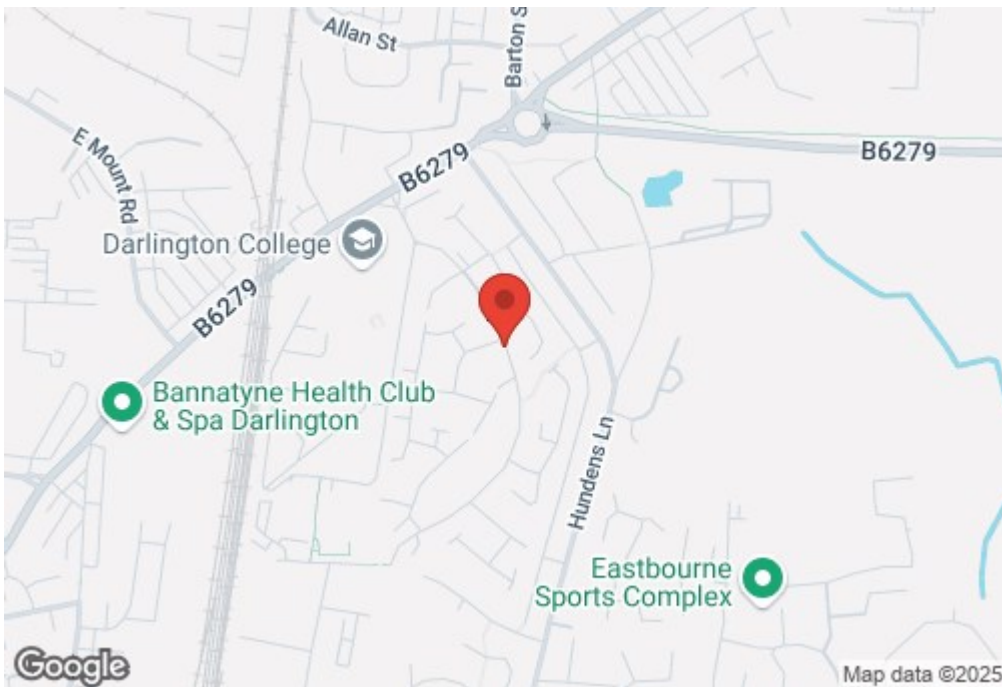 Allan St
Barton S
E Mount Rd
B6279
B6279
Darlington College
B6279
Bannatyne Health Club
& Spa Darlington
Hundens Ln
Eastbourne
Sports Complex
Google
Map data ©2025